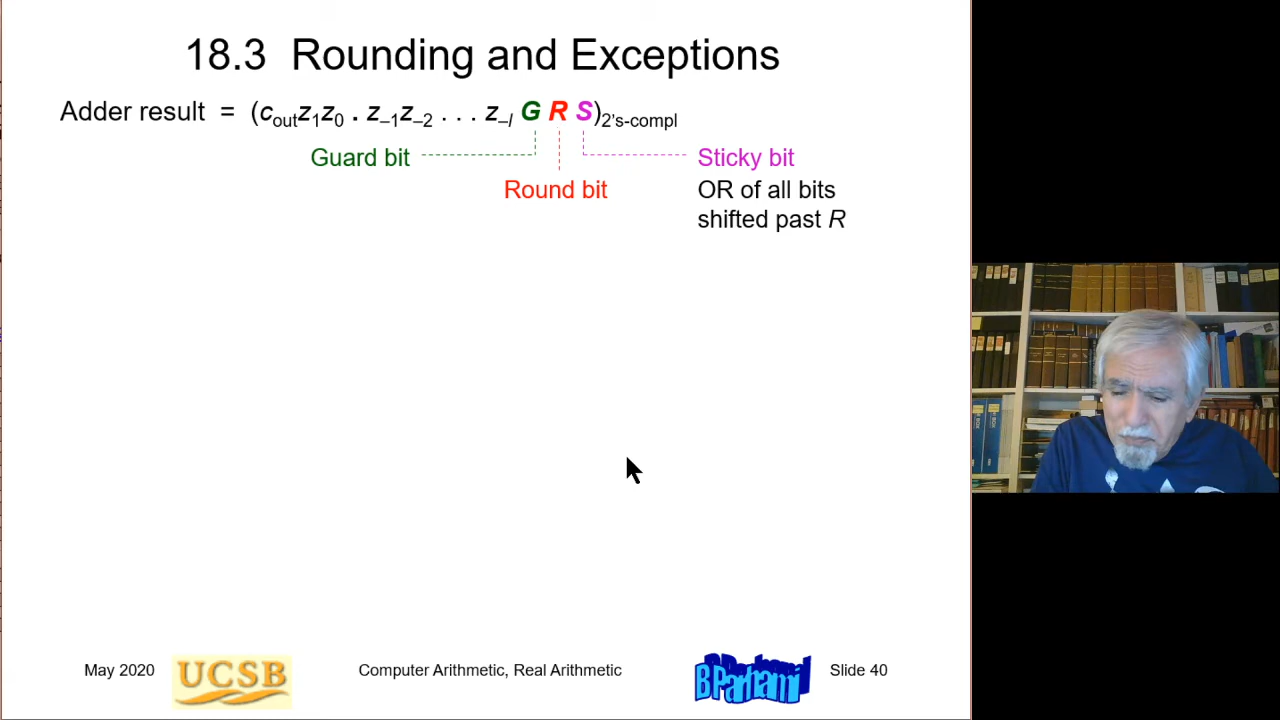 18.3 Rounding and Exceptions
Adder result = (c_out z_1 z_0 . z_–1 z_–2 . . . z_–l G R S)_2's-compl
Guard bit
Sticky bit
Round bit
OR of all bits
shifted past R
May 2020
UCSB
Computer Arithmetic, Real Arithmetic
B Parhami
Slide 40